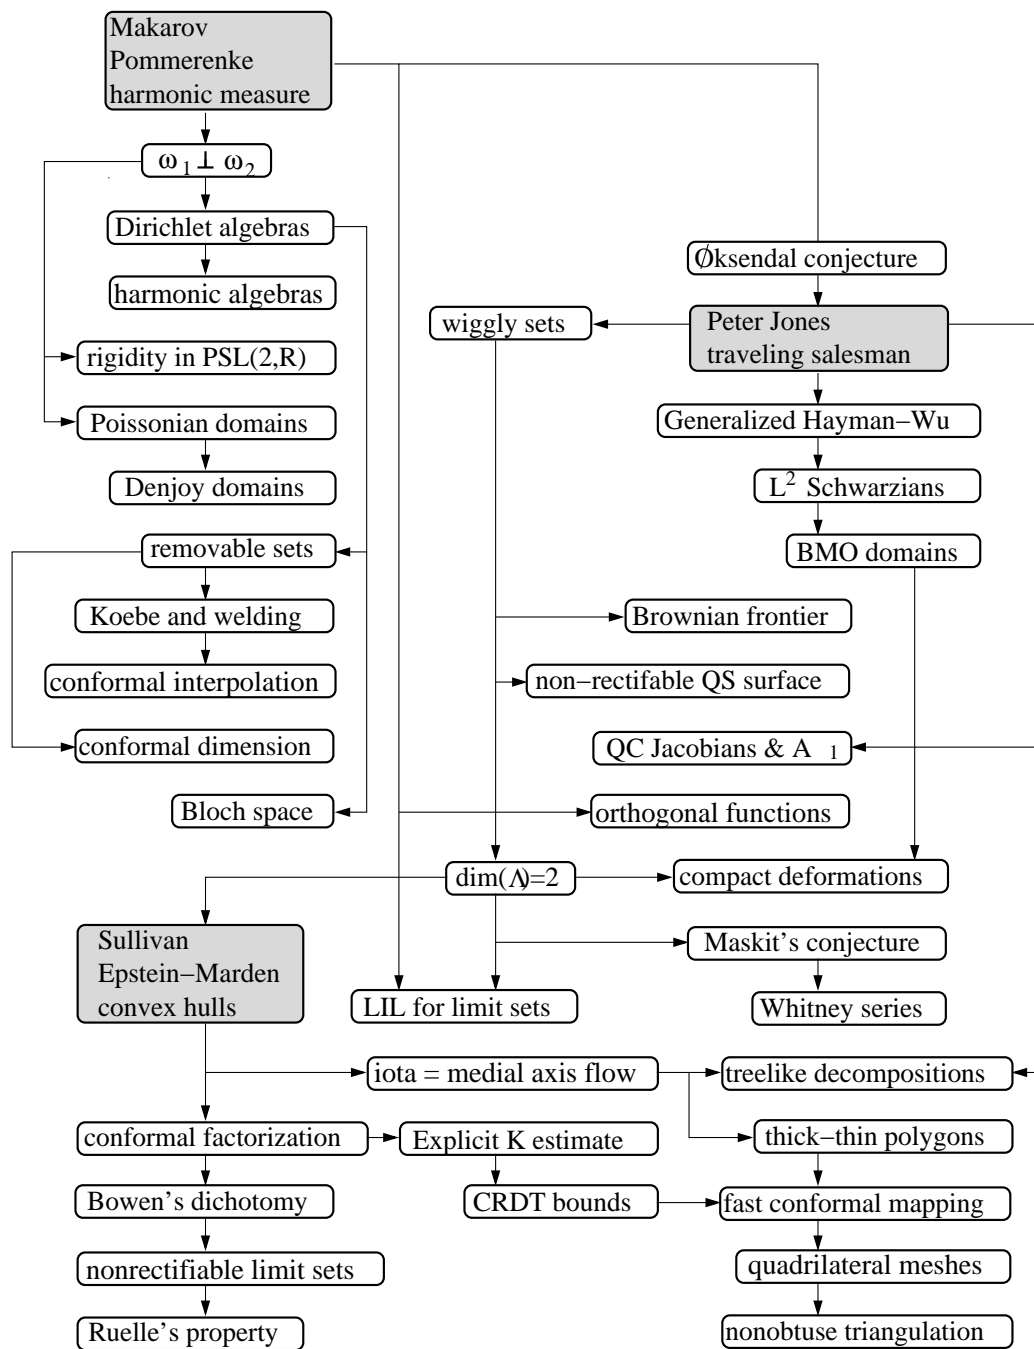 Makarov
Pommerenke
harmonic measure
ω₁ ⊥ ω₂
Dirichlet algebras
harmonic algebras
Øksendal conjecture
wiggly sets
Peter Jones
traveling salesman
rigidity in PSL(2,R)
Generalized Hayman−Wu
Poissonian domains
Denjoy domains
L² Schwarzians
removable sets
BMO domains
Koebe and welding
Brownian frontier
conformal interpolation
non−rectifable QS surface
conformal dimension
QC Jacobians & A₁
Bloch space
orthogonal functions
dim(Λ)=2
compact deformations
Sullivan
Epstein−Marden
convex hulls
Maskit's conjecture
LIL for limit sets
Whitney series
iota = medial axis flow
treelike decompositions
conformal factorization
Explicit K estimate
thick−thin polygons
Bowen's dichotomy
CRDT bounds
fast conformal mapping
nonrectifiable limit sets
quadrilateral meshes
Ruelle's property
nonobtuse triangulation